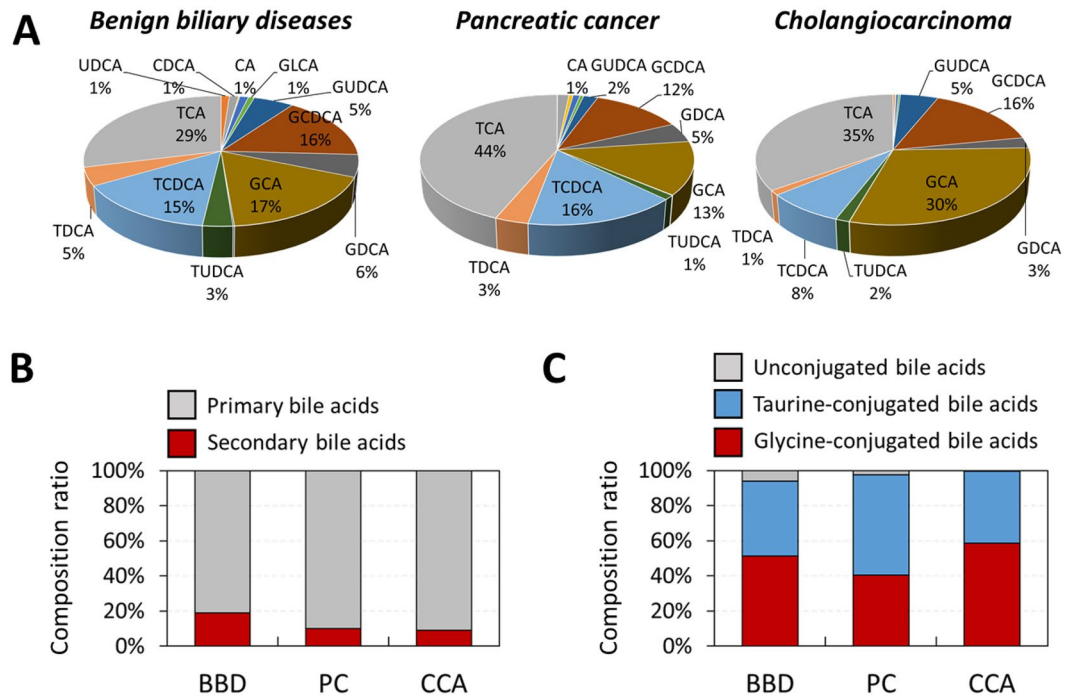 A
Benign biliary diseases
UDCA
1%
CDCA
1%
CA
1%
GLCA
1%
GUDCA
5%
GCDCA
16%
TCA
29%
TCDCA
15%
GCA
17%
TDCA
5%
TUDCA
3%
GDCA
6%
Pancreatic cancer
CA
1%
GUDCA
2%
GCDCA
12%
GDCA
5%
TCA
44%
TCDCA
16%
GCA
13%
TUDCA
1%
TDCA
3%
Cholangiocarcinoma
GUDCA
5%
GCDCA
16%
TCA
35%
GCA
30%
GDCA
3%
TDCA
1%
TCDCA
8%
TUDCA
2%
B
Primary bile acids
Secondary bile acids
Composition ratio
100%
80%
60%
40%
20%
0%
BBD
PC
CCA
C
Unconjugated bile acids
Taurine-conjugated bile acids
Glycine-conjugated bile acids
Composition ratio
100%
80%
60%
40%
20%
0%
BBD
PC
CCA